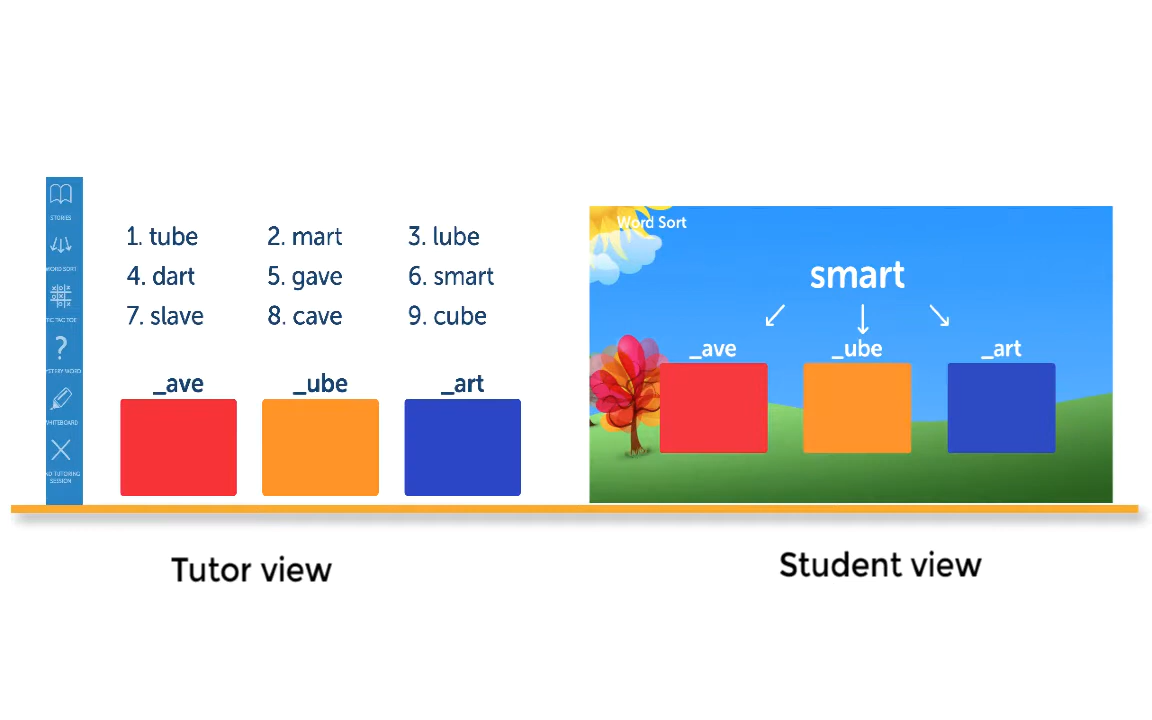 STORIES
WORD SORT
TIC TAC TOE
YSTERY WORD
WHITEBOARD
ND TUTORING
SESSION
1. tube 2. mart 3. lube
4. dart 5. gave 6. smart
7. slave 8. cave 9. cube
_ave _ube _art
Tutor view
Word Sort
smart
_ave _ube _art
Student view